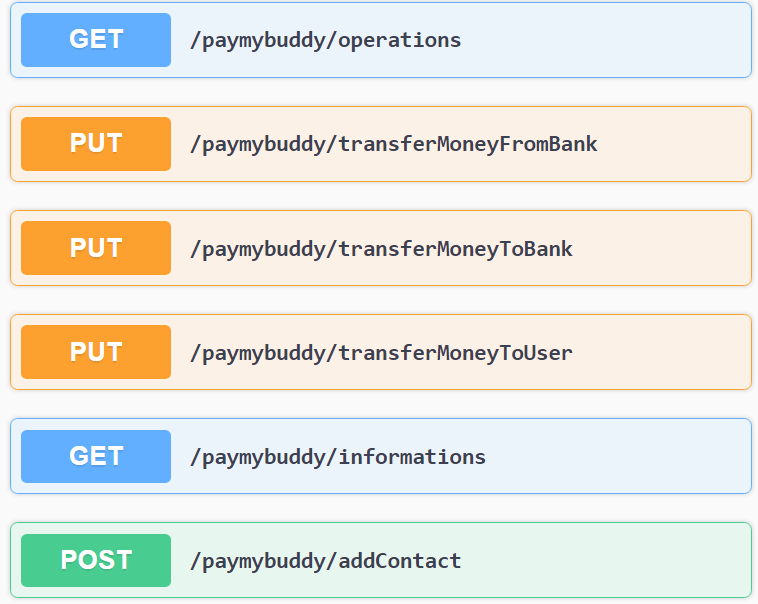 GET /paymybuddy/operations
PUT /paymybuddy/transferMoneyFromBank
PUT /paymybuddy/transferMoneyToBank
PUT /paymybuddy/transferMoneyToUser
GET /paymybuddy/informations
POST /paymybuddy/addContact